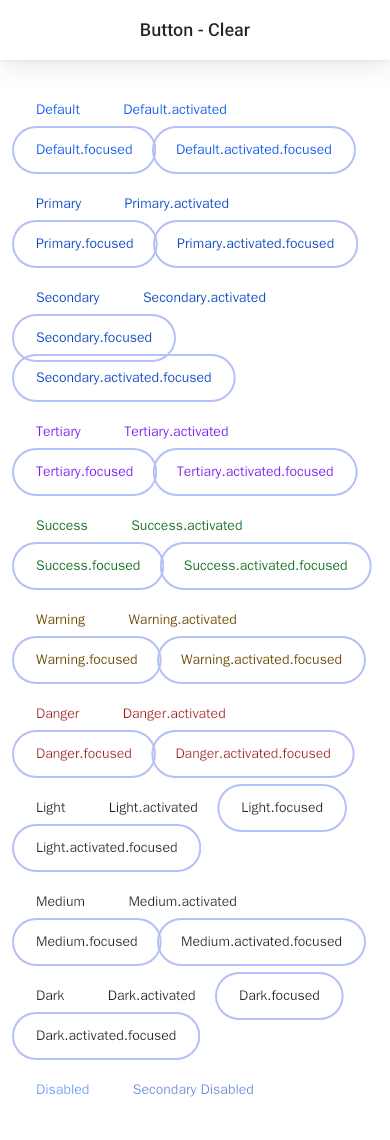 Button - Clear
Default Default.activated
Default.focused Default.activated.focused
Primary Primary.activated
Primary.focused Primary.activated.focused
Secondary Secondary.activated
Secondary.focused
Secondary.activated.focused
Tertiary Tertiary.activated
Tertiary.focused Tertiary.activated.focused
Success Success.activated
Success.focused Success.activated.focused
Warning Warning.activated
Warning.focused Warning.activated.focused
Danger Danger.activated
Danger.focused Danger.activated.focused
Light Light.activated Light.focused
Light.activated.focused
Medium Medium.activated
Medium.focused Medium.activated.focused
Dark Dark.activated Dark.focused
Dark.activated.focused
Disabled Secondary Disabled